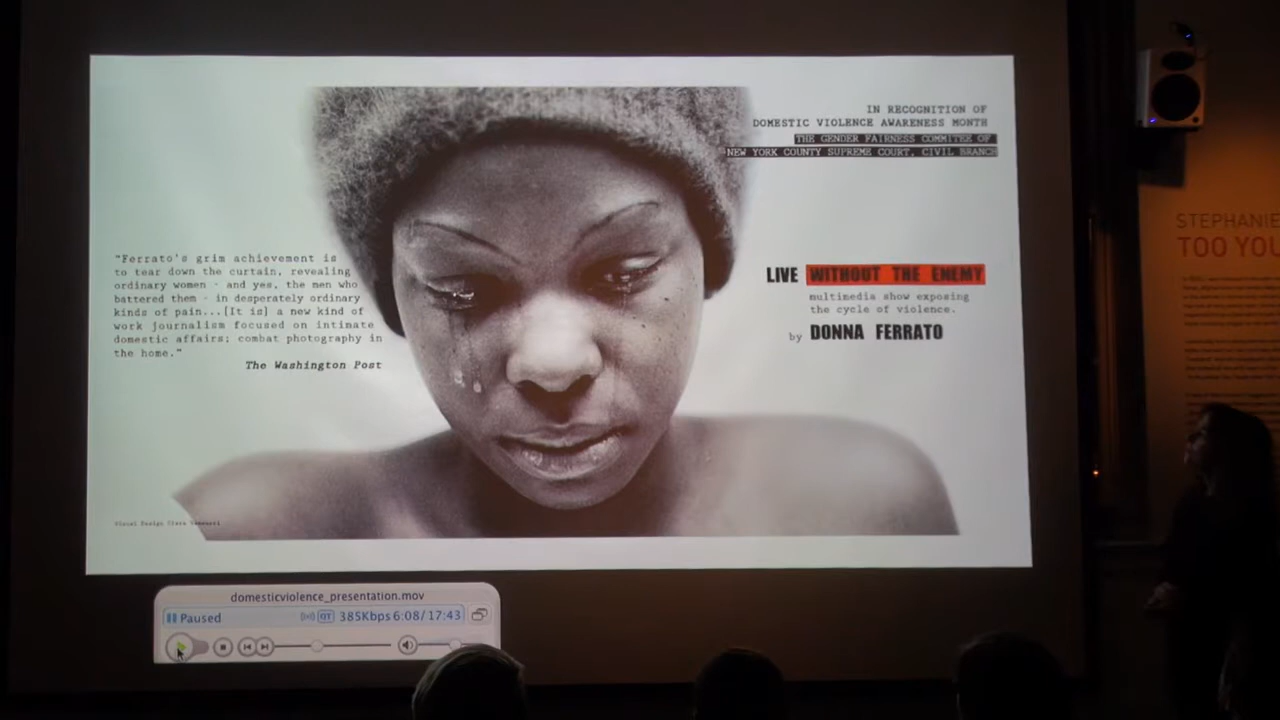 IN RECOGNITION OF
DOMESTIC VIOLENCE AWARENESS MONTH
THE GENDER FAIRNESS COMMITEE OF
NEW YORK COUNTY SUPREME COURT, CIVIL BRANCH
"Ferrato's grim achievement is
to tear down the curtain, revealing
ordinary women - and yes, the men who
battered them - in desperately ordinary
kinds of pain...[It is] a new kind of
work journalism focused on intimate
domestic affairs; combat photography in
the home."
The Washington Post
LIVE WITHOUT THE ENEMY
multimedia show exposing
the cycle of violence.
by DONNA FERRATO
Visual Design
STEPHANIE
TOO YOU
domesticviolence_presentation.mov
Paused QT 385Kbps 6:08/17:43